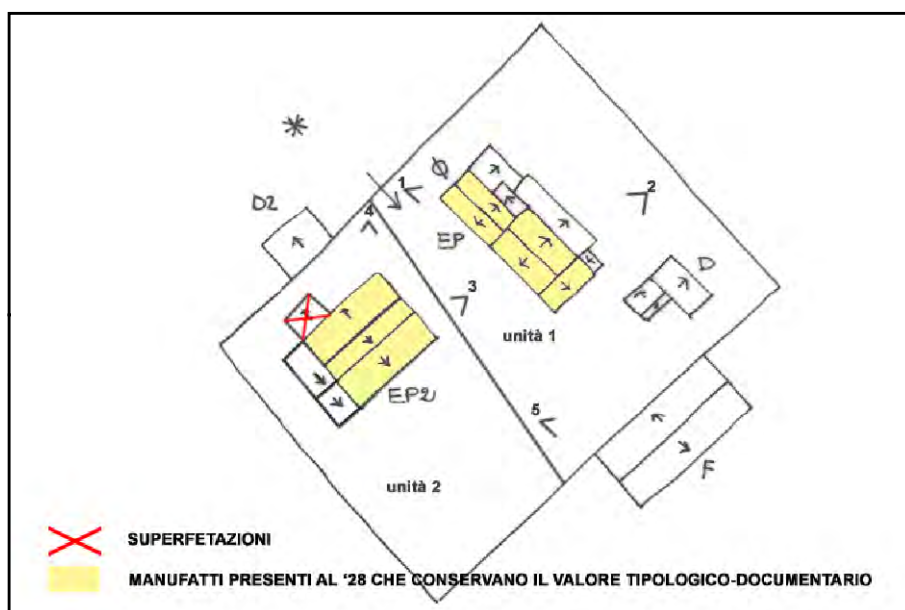 *
D2
1
Φ
2
4
EP
D
3
unità 1
EP2
5
F
unità 2
SUPERFETAZIONI
MANUFATTI PRESENTI AL '28 CHE CONSERVANO IL VALORE TIPOLOGICO-DOCUMENTARIO